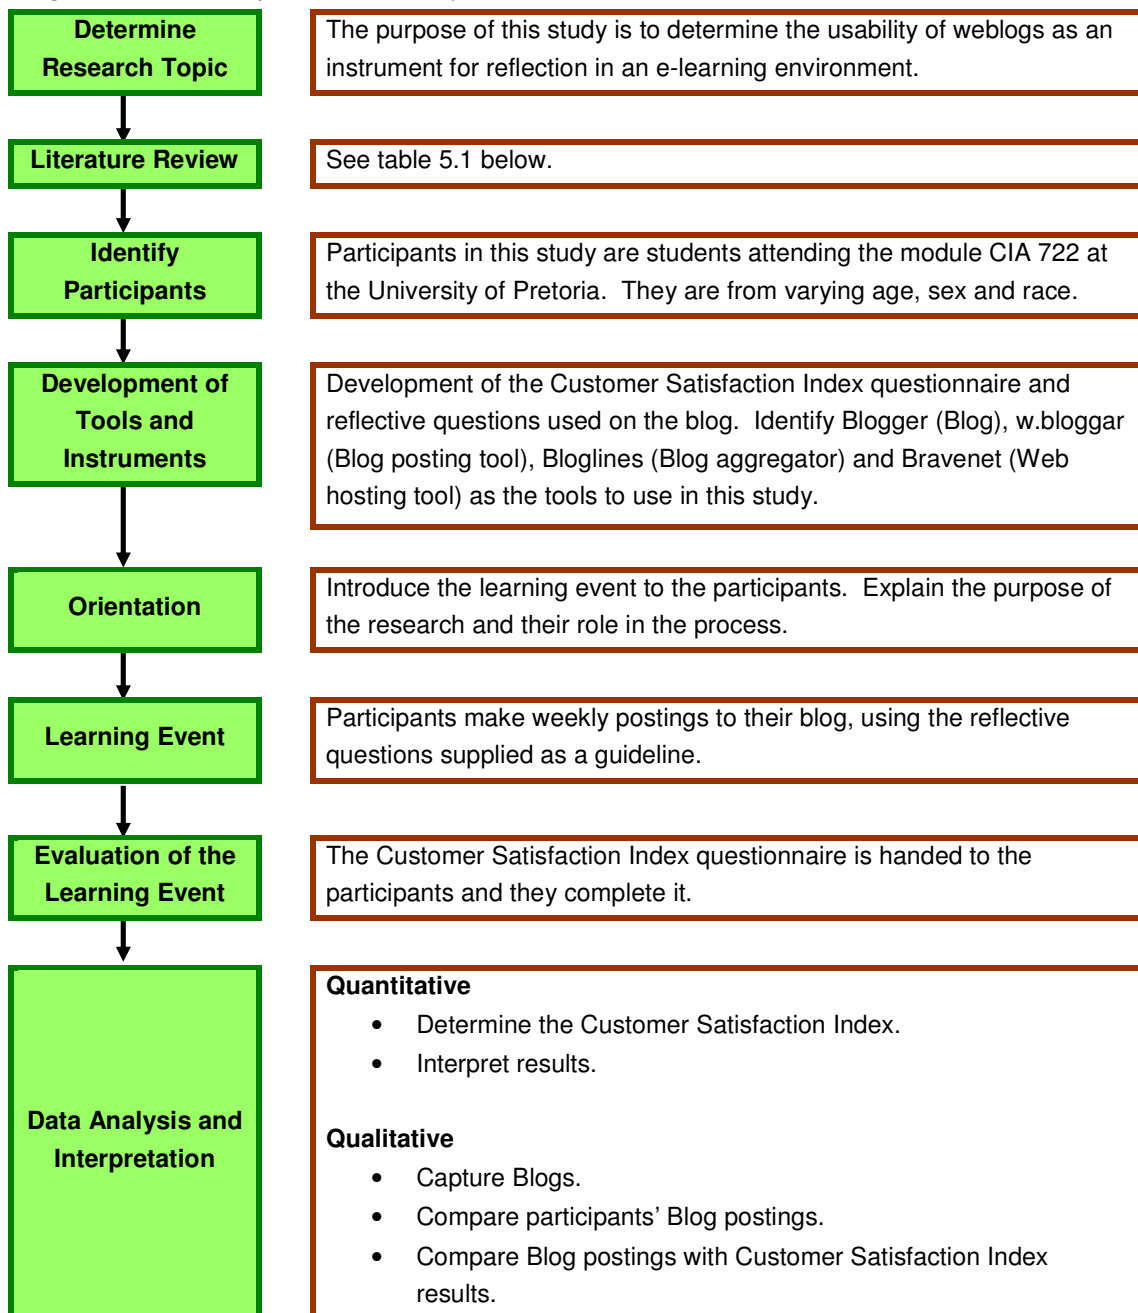 Determine
Research Topic
The purpose of this study is to determine the usability of weblogs as an
instrument for reflection in an e-learning environment.
Literature Review
See table 5.1 below.
Identify
Participants
Participants in this study are students attending the module CIA 722 at
the University of Pretoria. They are from varying age, sex and race.
Development of
Tools and
Instruments
Development of the Customer Satisfaction Index questionnaire and
reflective questions used on the blog. Identify Blogger (Blog), w.bloggar
(Blog posting tool), Bloglines (Blog aggregator) and Bravenet (Web
hosting tool) as the tools to use in this study.
Orientation
Introduce the learning event to the participants. Explain the purpose of
the research and their role in the process.
Learning Event
Participants make weekly postings to their blog, using the reflective
questions supplied as a guideline.
Evaluation of the
Learning Event
The Customer Satisfaction Index questionnaire is handed to the
participants and they complete it.
Data Analysis and
Interpretation
Quantitative
• Determine the Customer Satisfaction Index.
• Interpret results.
Qualitative
• Capture Blogs.
• Compare participants’ Blog postings.
• Compare Blog postings with Customer Satisfaction Index
results.